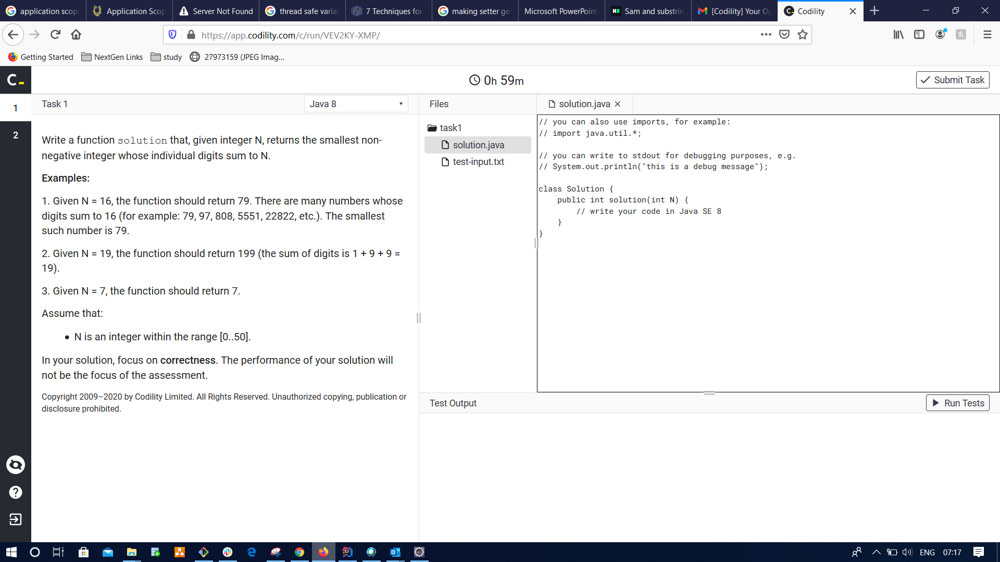 application scop
Application Scop
Server Not Found
thread safe varial
7 Techniques for
making setter ge
Microsoft PowerPoint
Sam and substrin
[Codility] Your Op
Codility
https://app.codility.com/c/run/VEV2KY-XMP/
Getting Started
NextGen Links
study
27973159 (JPEG Imag...
C_
0h 59m
Submit Task
1
2
Task 1
Java 8
Files
solution.java
task1
solution.java
test-input.txt
Write a function solution that, given integer N, returns the smallest non-
negative integer whose individual digits sum to N.
Examples:
1. Given N = 16, the function should return 79. There are many numbers whose
digits sum to 16 (for example: 79, 97, 808, 5551, 22822, etc.). The smallest
such number is 79.
2. Given N = 19, the function should return 199 (the sum of digits is 1 + 9 + 9 =
19).
3. Given N = 7, the function should return 7.
Assume that:
• N is an integer within the range [0..50].
In your solution, focus on correctness. The performance of your solution will
not be the focus of the assessment.
Copyright 2009–2020 by Codility Limited. All Rights Reserved. Unauthorized copying, publication or
disclosure prohibited.
// you can also use imports, for example:
// import java.util.*;
// you can write to stdout for debugging purposes, e.g.
// System.out.println("this is a debug message");
class Solution {
public int solution(int N) {
// write your code in Java SE 8
}
}
Test Output
Run Tests
ENG
07:17